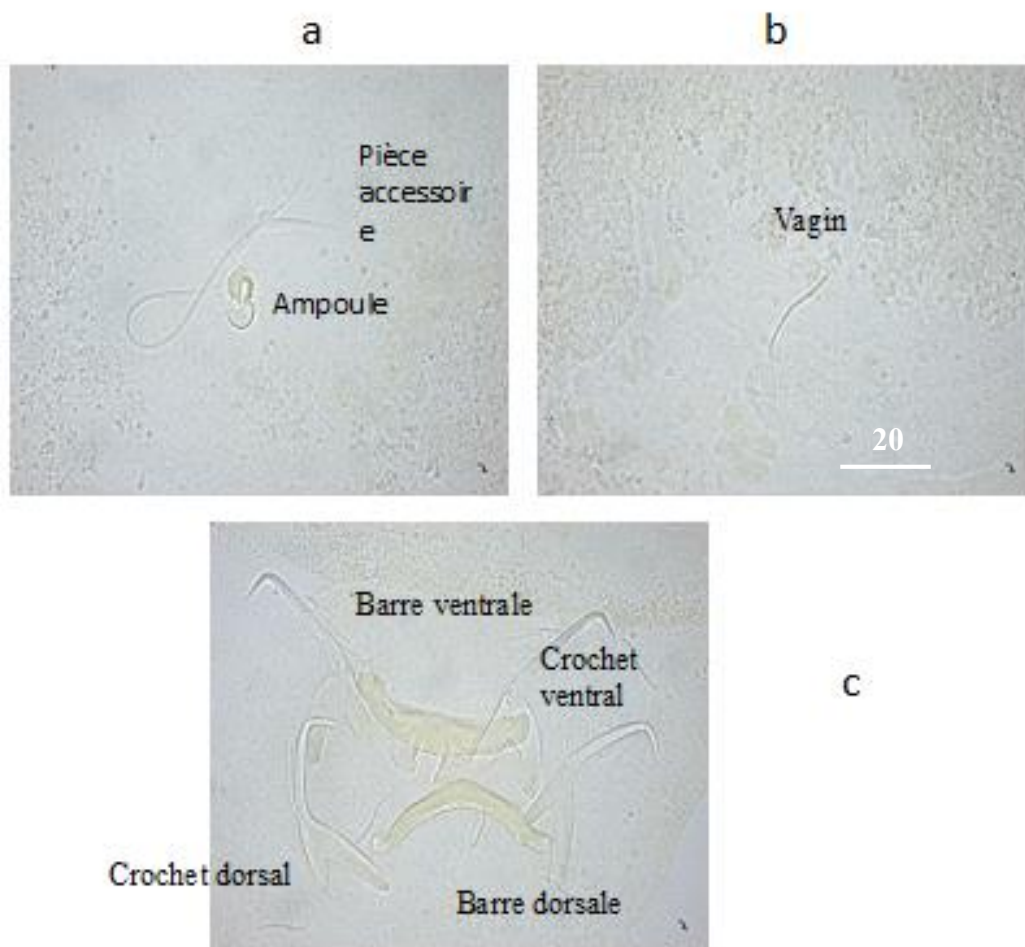 a
b
Pièce
accessoir
e
Ampoule
Vagin
20
Barre ventrale
Crochet
ventral
c
Crochet dorsal
Barre dorsale